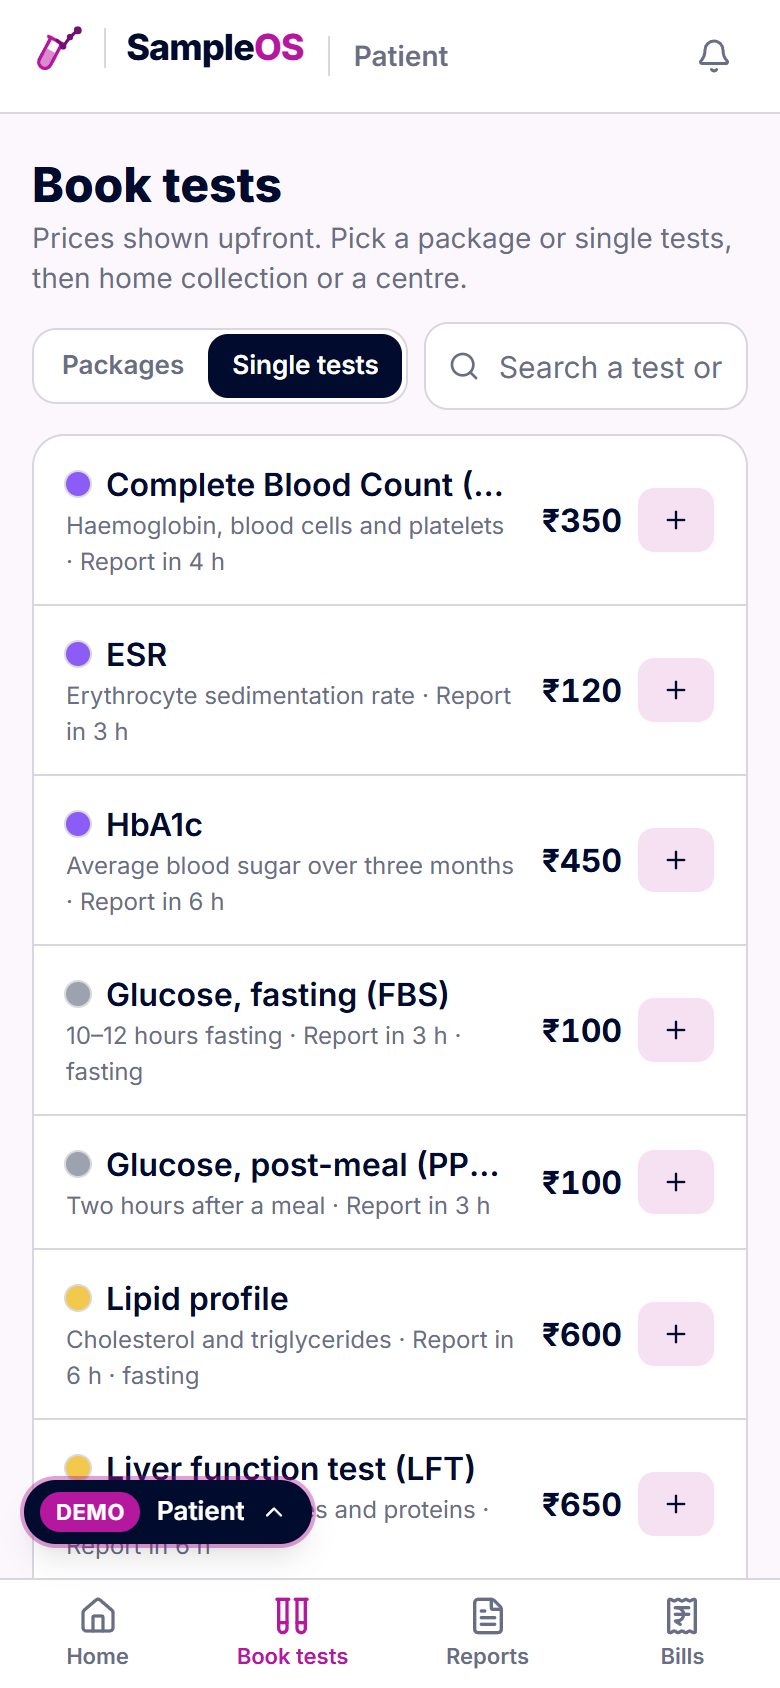 SampleOS
Patient
Book tests
Prices shown upfront. Pick a package or single tests,
then home collection or a centre.
Packages
Single tests
Search a test or
Complete Blood Count (...
Haemoglobin, blood cells and platelets
· Report in 4 h
₹350
+
ESR
Erythrocyte sedimentation rate · Report
in 3 h
₹120
+
HbA1c
Average blood sugar over three months
· Report in 6 h
₹450
+
Glucose, fasting (FBS)
10–12 hours fasting · Report in 3 h ·
fasting
₹100
+
Glucose, post-meal (PP...
Two hours after a meal · Report in 3 h
₹100
+
Lipid profile
Cholesterol and triglycerides · Report in
6 h · fasting
₹600
+
Liver function test (LFT)
and proteins ·
Report in 6 h
₹650
+
DEMO Patient
Home
Book tests
Reports
Bills